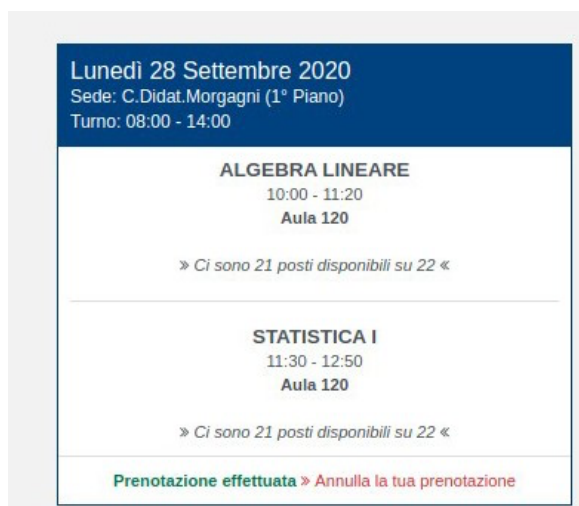 Lunedì 28 Settembre 2020
Sede: C.Didat.Morgagni (1° Piano)
Turno: 08:00 - 14:00
ALGEBRA LINEARE
10:00 - 11:20
Aula 120
» Ci sono 21 posti disponibili su 22 «
STATISTICA I
11:30 - 12:50
Aula 120
» Ci sono 21 posti disponibili su 22 «
Prenotazione effettuata » Annulla la tua prenotazione